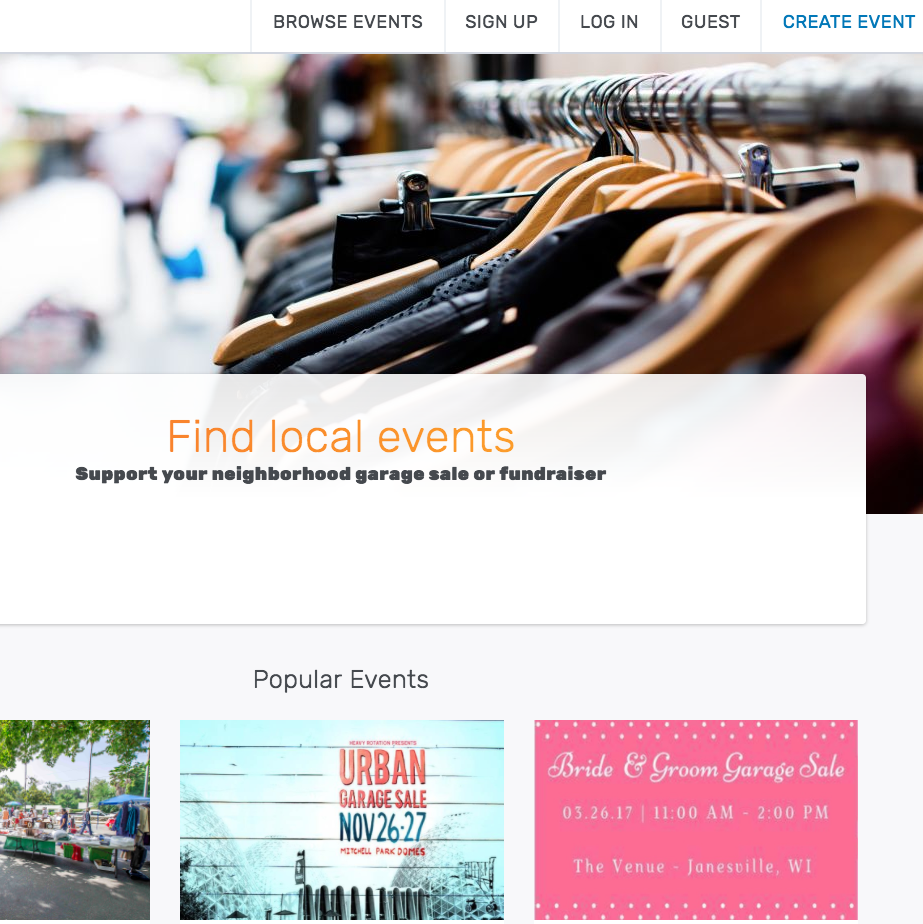 BROWSE EVENTS SIGN UP LOG IN GUEST CREATE EVENT
Find local events
Support your neighborhood garage sale or fundraiser
Popular Events
HEAVY ROTATION PRESENTS
URBAN
GARAGE SALE
NOV 26-27
MITCHELL PARK DOMES
Bride & Groom Garage Sale
03.26.17 | 11:00 AM - 2:00 PM
The Venue - Janesville, WI